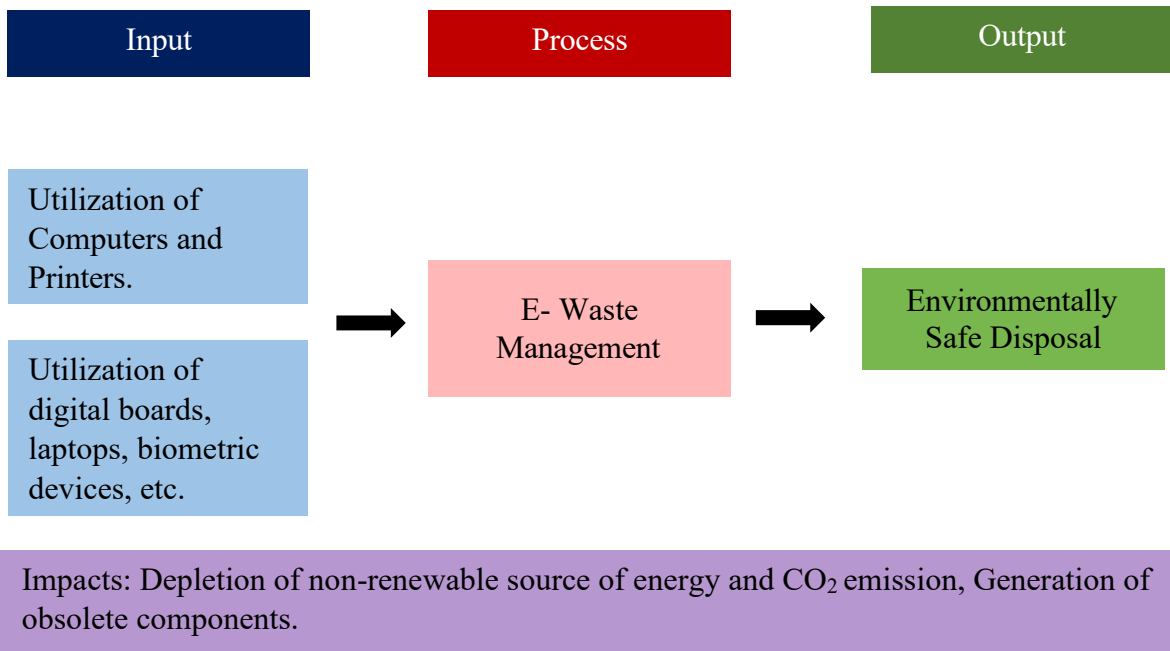 Input
Process
Output
Utilization of
Computers and
Printers.
Utilization of
digital boards,
laptops, biometric
devices, etc.
E- Waste
Management
Environmentally
Safe Disposal
Impacts: Depletion of non-renewable source of energy and CO₂ emission, Generation of
obsolete components.